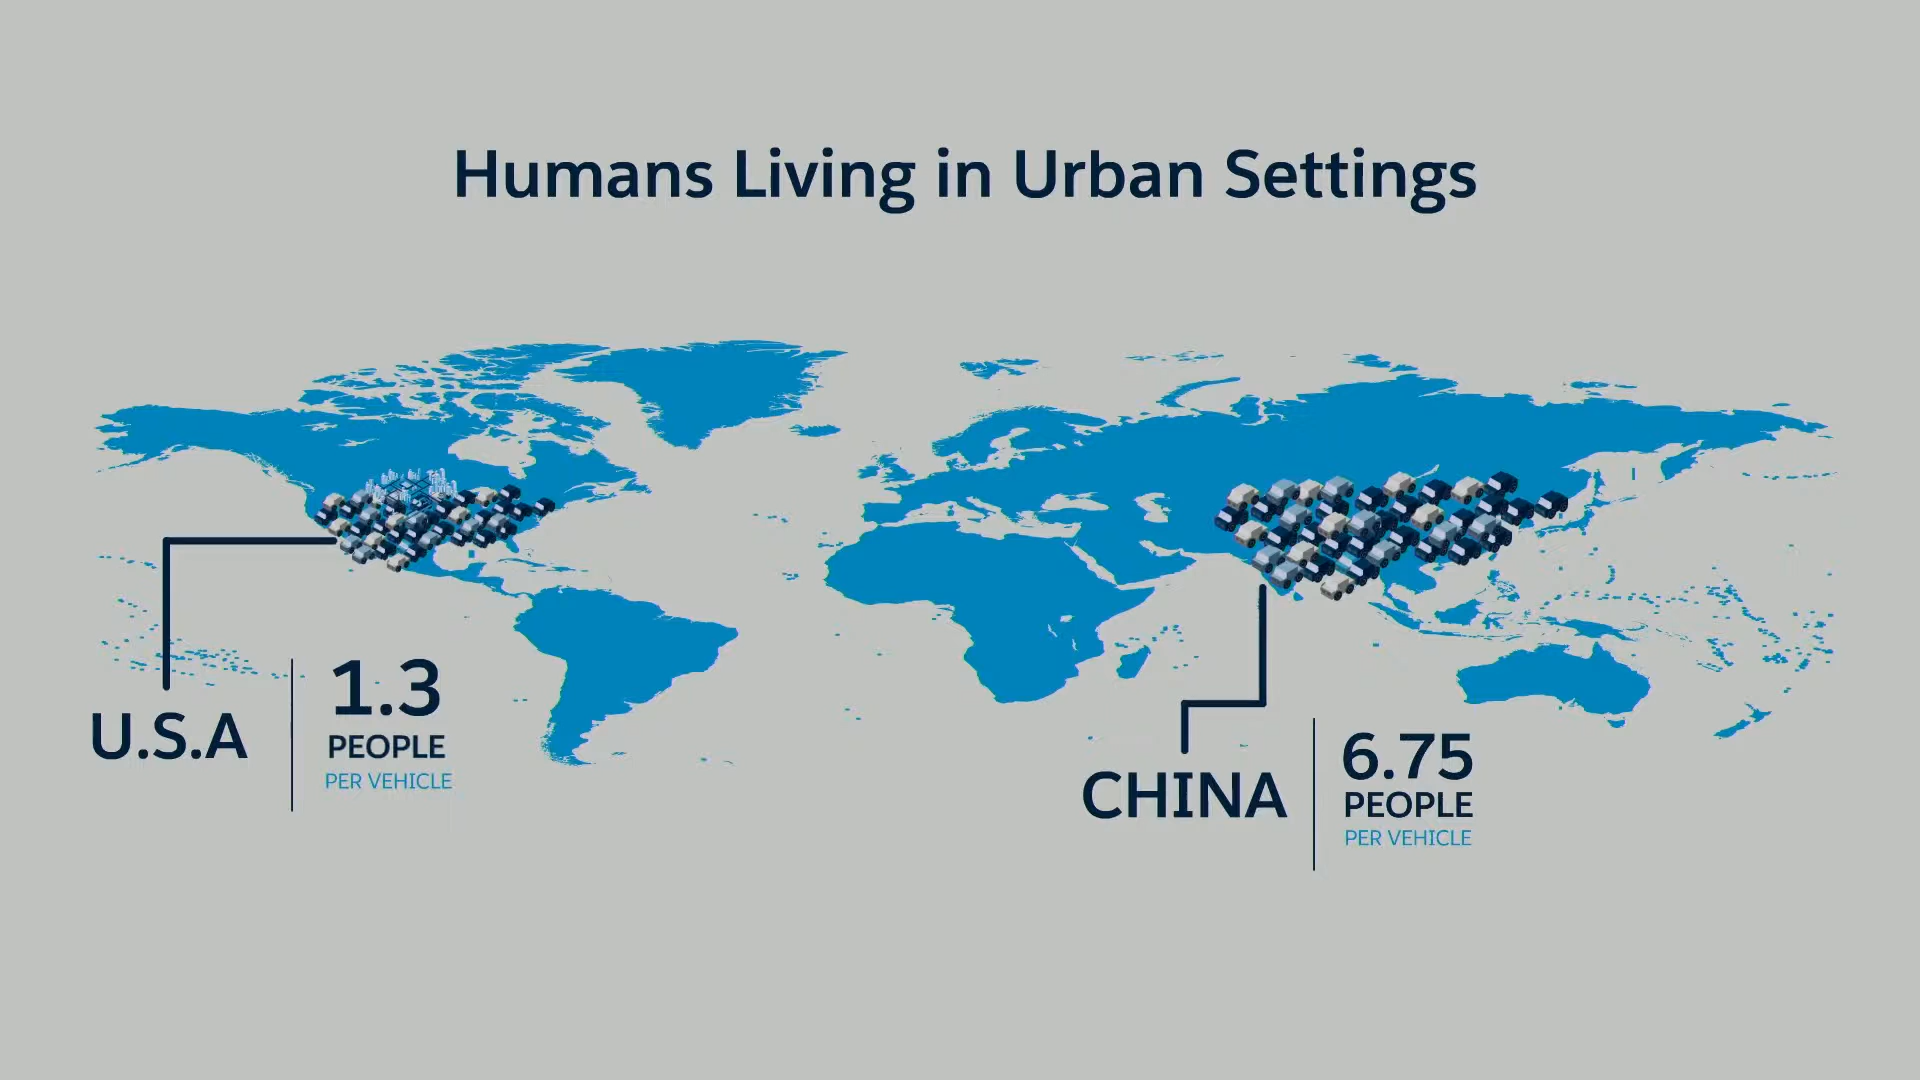 Humans Living in Urban Settings
U.S.A
1.3
PEOPLE
PER VEHICLE
CHINA
6.75
PEOPLE
PER VEHICLE